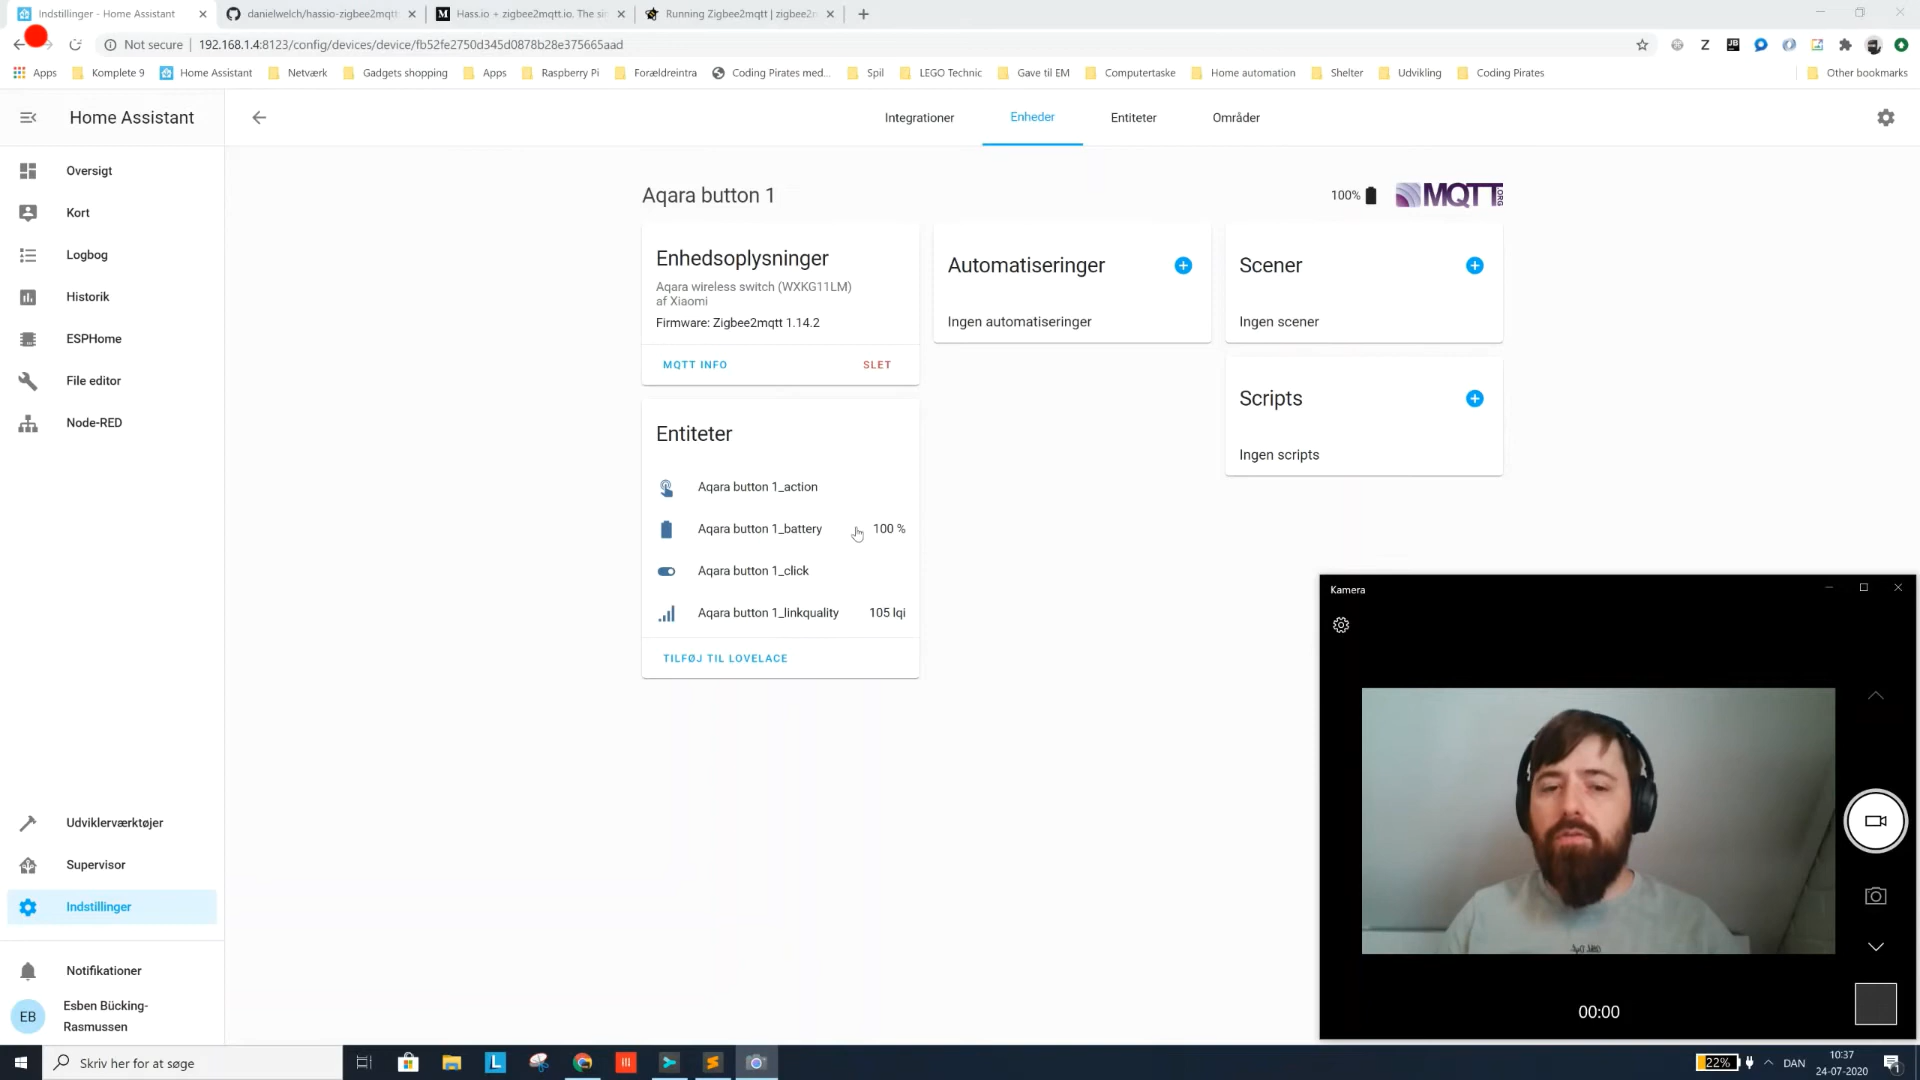 Indstillinger - Home Assistant
danielwelch/hassio-zigbee2mqtt
Hass.io + zigbee2mqtt.io. The sin
Running Zigbee2mqtt | zigbee2m
Not secure
192.168.1.4:8123/config/devices/device/fb52fe2750d345d0878b28e375665aad
Apps
Komplete 9
Home Assistant
Netværk
Gadgets shopping
Apps
Raspberry Pi
Forældreintra
Coding Pirates med...
Spil
LEGO Technic
Gave til EM
Computertaske
Home automation
Shelter
Udvikling
Coding Pirates
Other bookmarks
Home Assistant
Integrationer
Enheder
Entiteter
Områder
Oversigt
Kort
Logbog
Historik
ESPHome
File editor
Node-RED
Udviklerværktøjer
Supervisor
Indstillinger
Notifikationer
EB
Esben Bücking-
Rasmussen
Aqara button 1
100%
MQTT.ORG
Enhedsoplysninger
Aqara wireless switch (WXKG11LM)
af Xiaomi
Firmware: Zigbee2mqtt 1.14.2
MQTT INFO
SLET
Automatiseringer
Ingen automatiseringer
Scener
Ingen scener
Scripts
Ingen scripts
Entiteter
Aqara button 1_action
Aqara button 1_battery
100 %
Aqara button 1_click
Aqara button 1_linkquality
105 lqi
TILFØJ TIL LOVELACE
Kamera
00:00
Skriv her for at søge
22%
DAN
10:37
24-07-2020
1